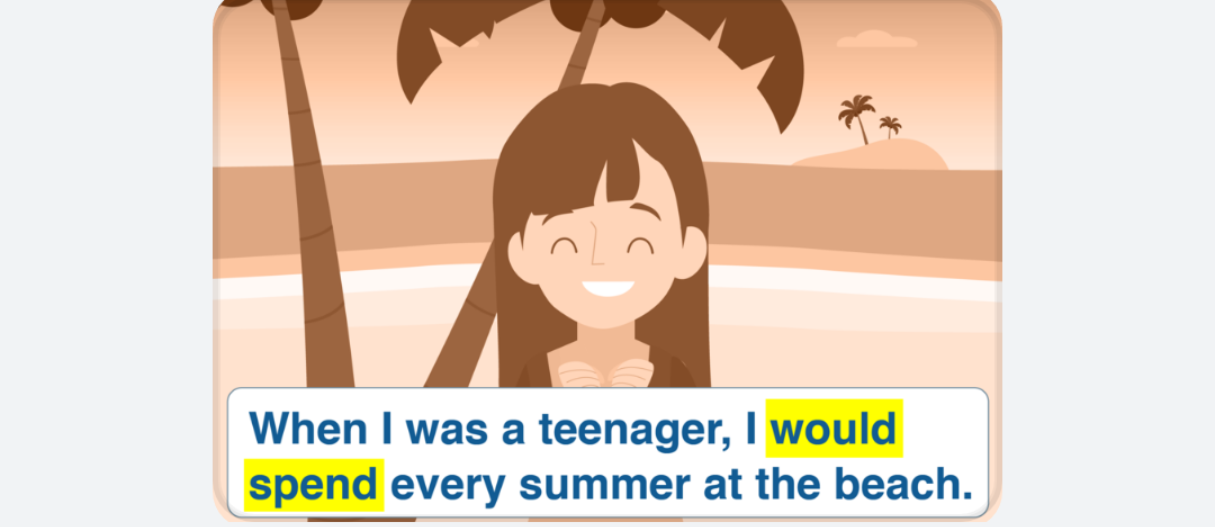 When I was a teenager, I would
spend every summer at the beach.